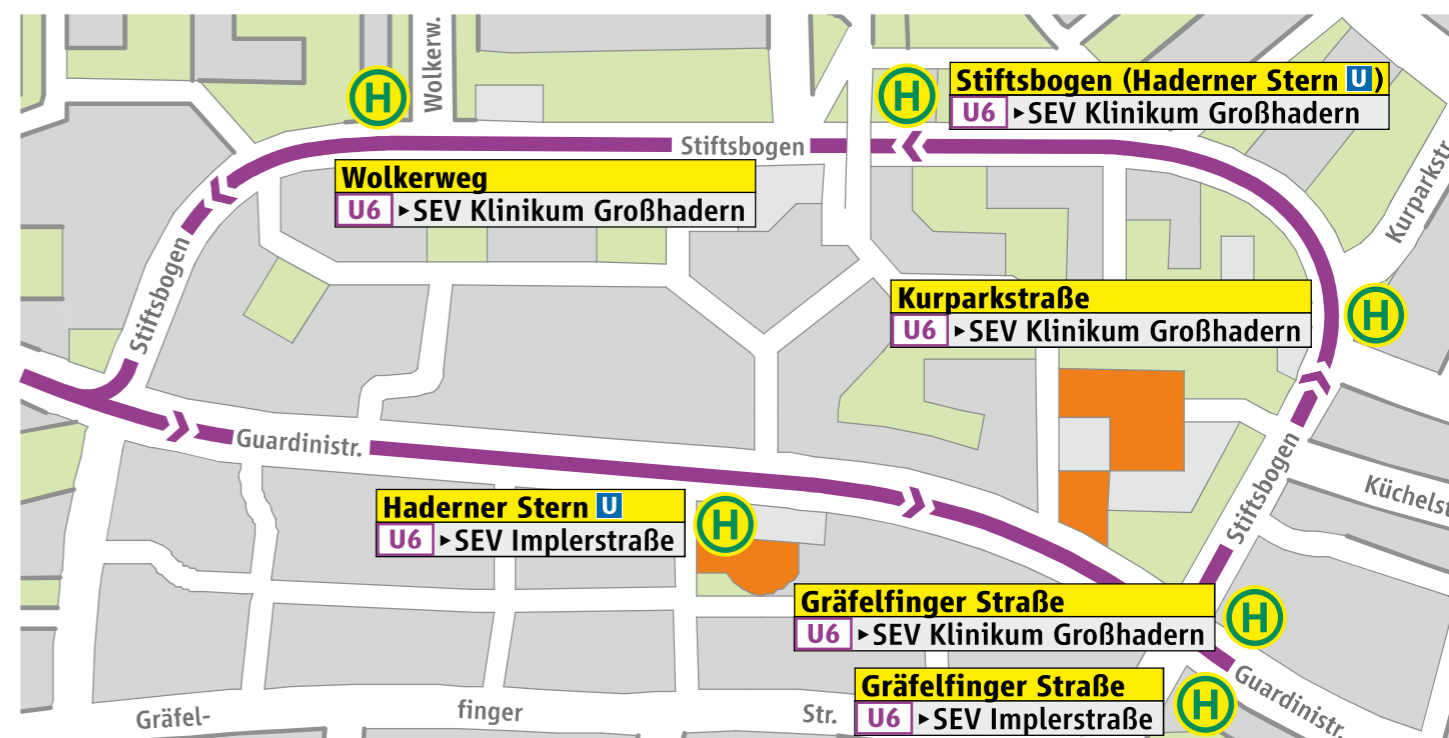 Wolkerw.
H
H
Stiftsbogen (Haderner Stern U)
U6 ▸SEV Klinikum Großhadern
Stiftsbogen
Kurparkstr.
Wolkerweg
U6 ▸SEV Klinikum Großhadern
Stiftsbogen
Kurparkstraße
U6 ▸SEV Klinikum Großhadern
H
Guardinistr.
Stiftsbogen
Küchelst
Haderner Stern U
U6 ▸SEV Implerstraße
H
Gräfelfinger Straße
U6 ▸SEV Klinikum Großhadern
H
Gräfelfinger Straße
U6 ▸SEV Implerstraße
H
Guardinistr.
Gräfel-
finger
Str.